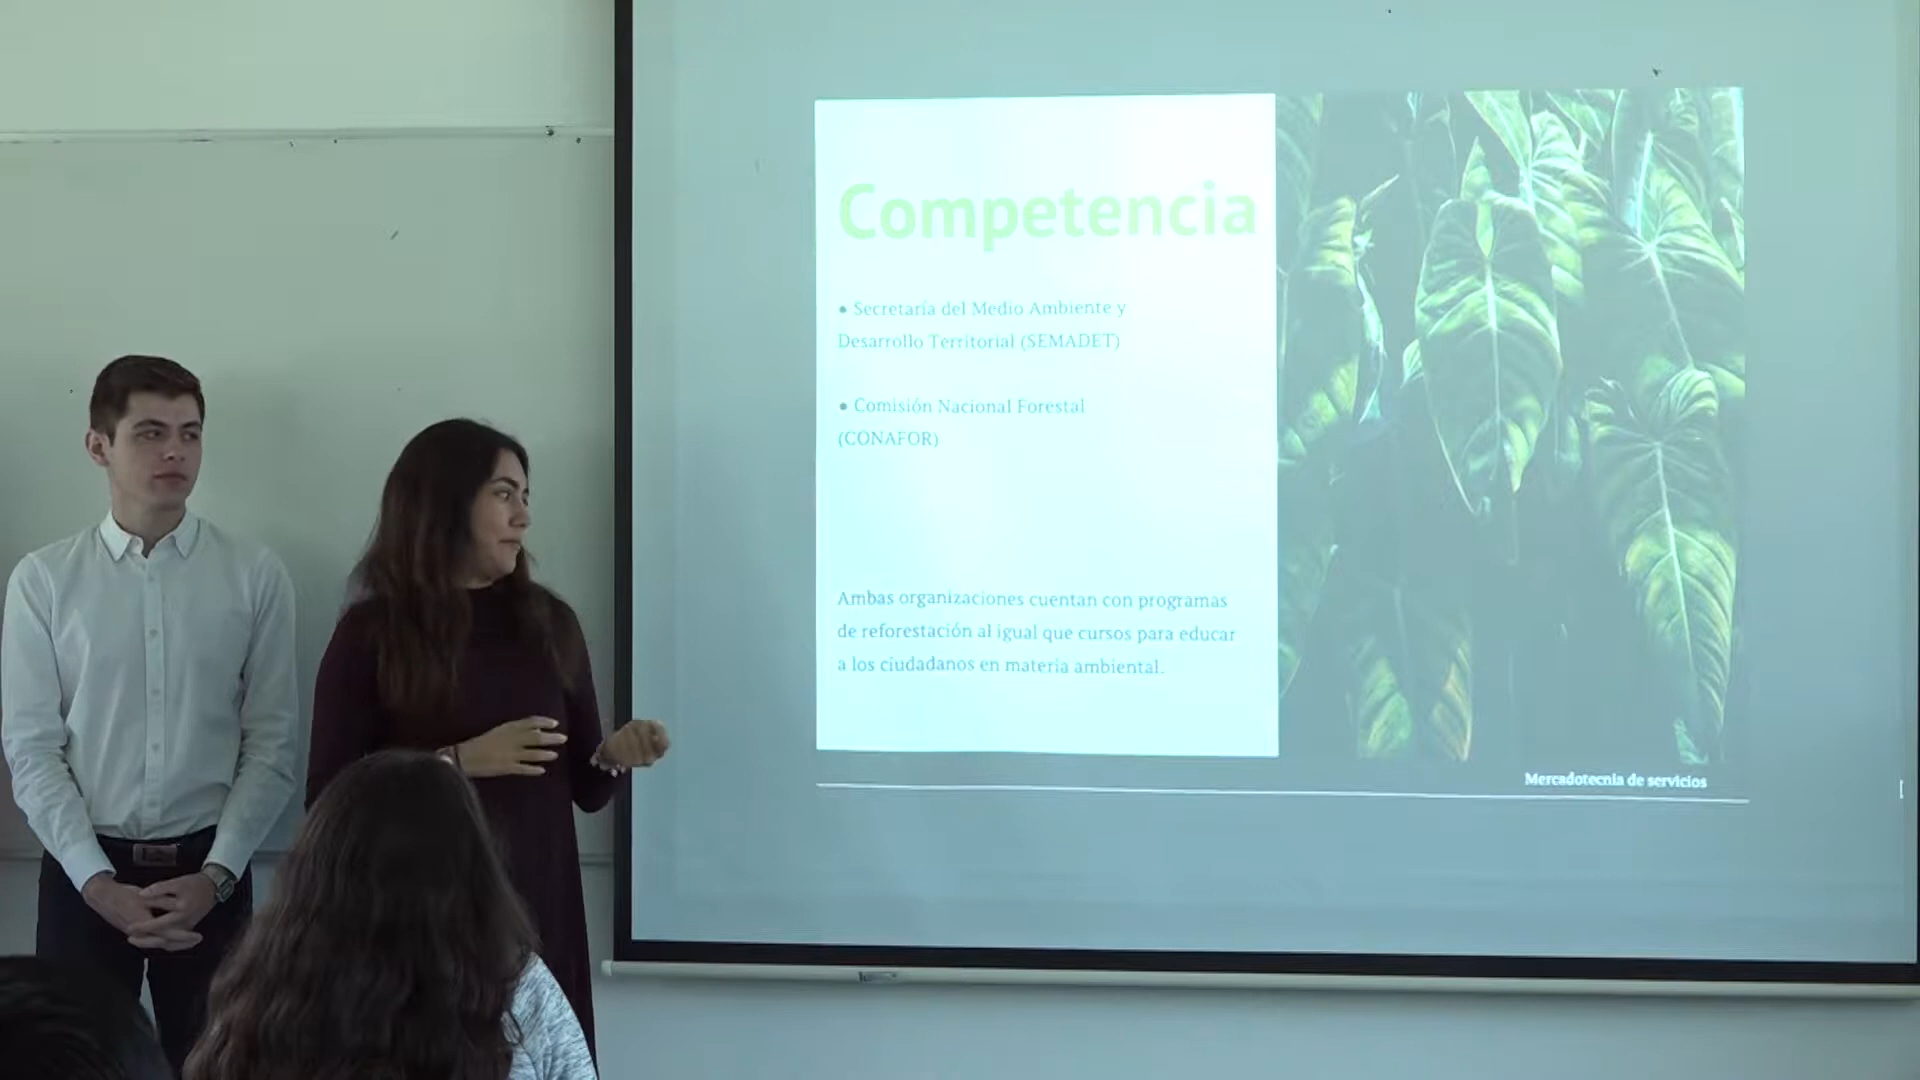 Competencia
• Secretaría del Medio Ambiente y
Desarrollo Territorial (SEMADET)
• Comisión Nacional Forestal
(CONAFOR)
Ambas organizaciones cuentan con programas
de reforestación al igual que cursos para educar
a los ciudadanos en materia ambiental.
Mercadotecnia de servicios